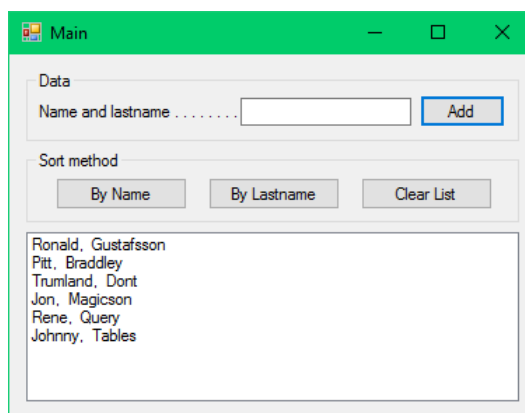 Main
Data
Name and lastname . . . . . . . . Add
Sort method
By Name By Lastname Clear List
Ronald, Gustafsson
Pitt, Braddley
Trumland, Dont
Jon, Magicson
Rene, Query
Johnny, Tables